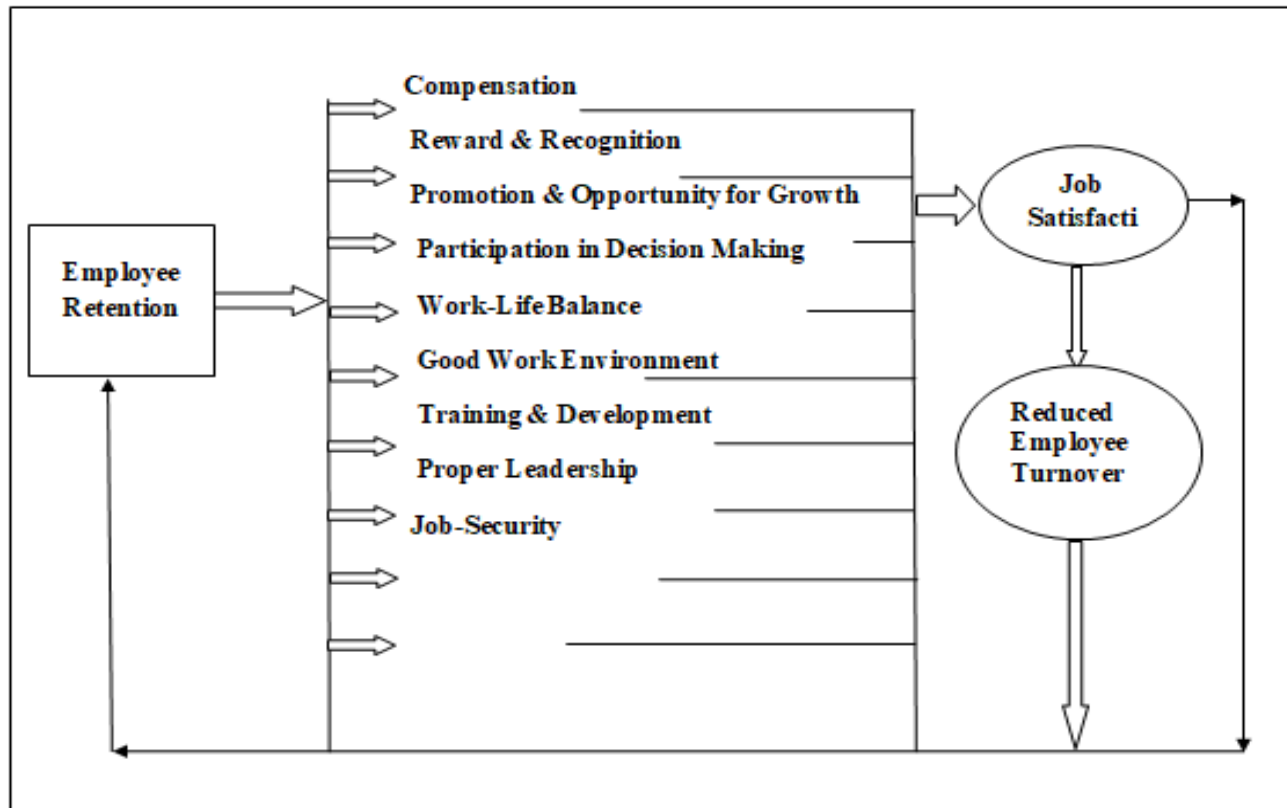 Compensation
Reward & Recognition
Promotion & Opportunity for Growth
Participation in Decision Making
Work-Life Balance
Good Work Environment
Training & Development
Proper Leadership
Job-Security
Employee
Retention
Job
Satisfacti
Reduced
Employee
Turnover